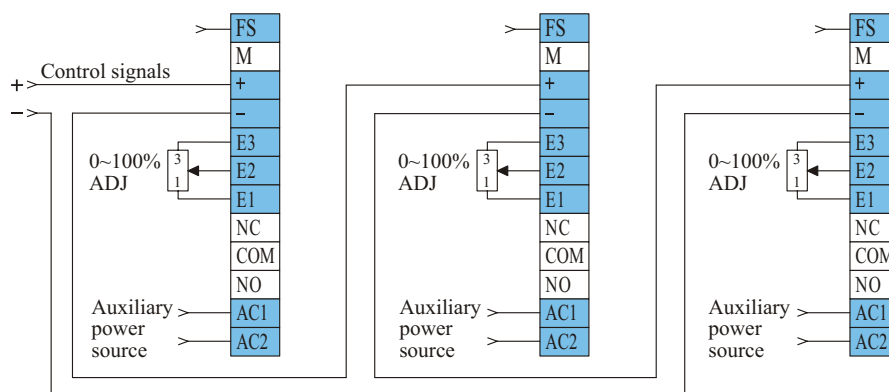 FS
M
+
Control signals
+
−
−
E3
0~100%
ADJ
3
1
E2
E1
NC
COM
NO
Auxiliary
power
source
AC1
AC2
FS
M
+
−
E3
0~100%
ADJ
3
1
E2
E1
NC
COM
NO
Auxiliary
power
source
AC1
AC2
FS
M
+
−
E3
0~100%
ADJ
3
1
E2
E1
NC
COM
NO
Auxiliary
power
source
AC1
AC2